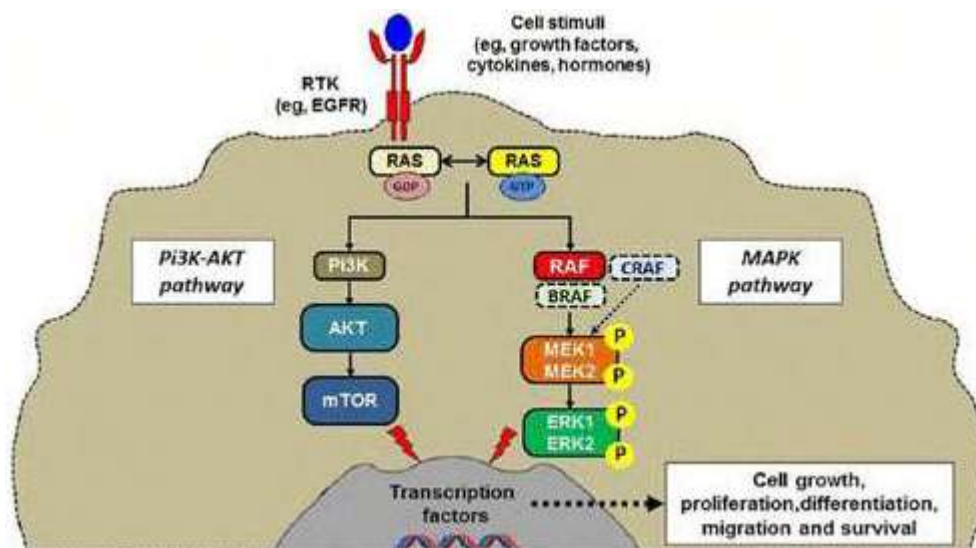 Cell stimuli
(eg, growth factors,
cytokines, hormones)
RTK
(eg, EGFR)
RAS
RAS
GDP
GTP
Pi3K-AKT
pathway
MAPK
pathway
Pi3K
RAF
CRAF
BRAF
AKT
MEK1
MEK2
P
P
mTOR
ERK1
ERK2
P
P
Transcription
factors
Cell growth,
proliferation,differentiation,
migration and survival